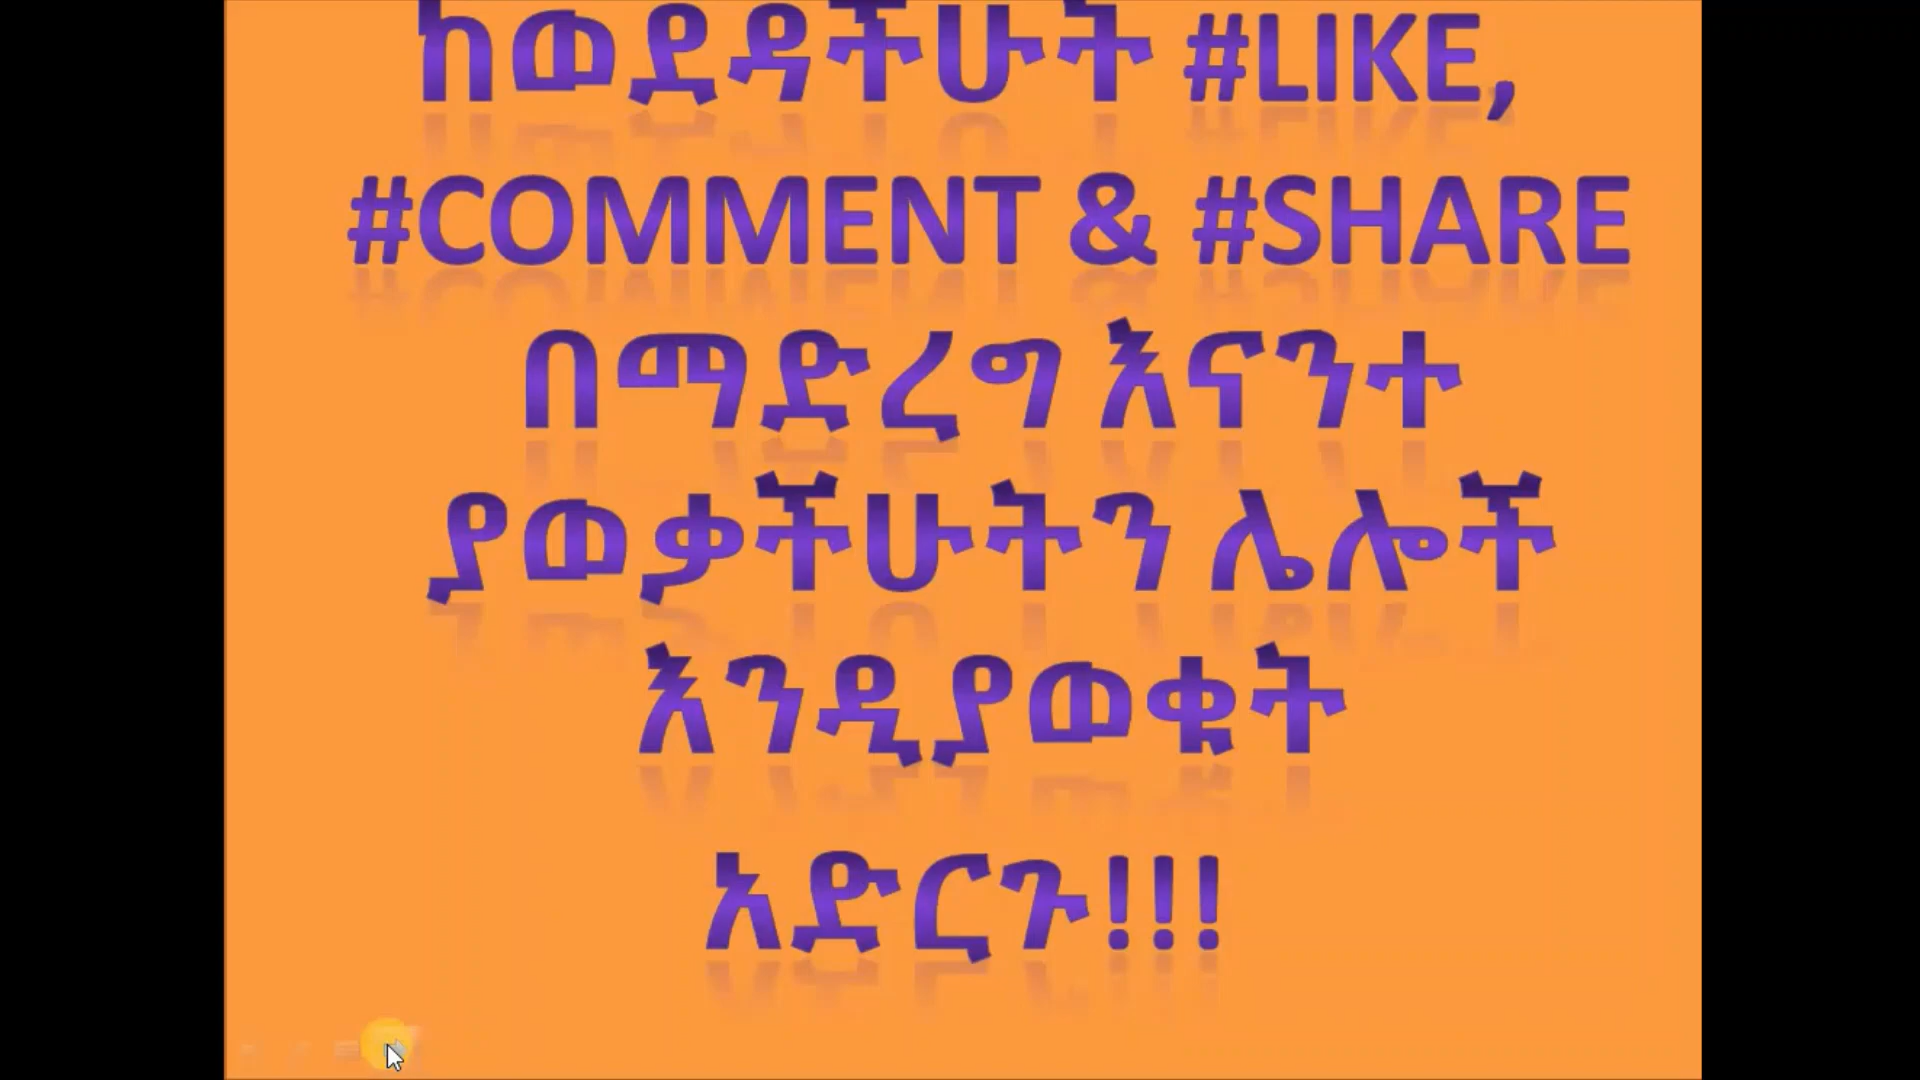 ከወደዳችሁት #LIKE,
#COMMENT & #SHARE
በማድረግ እናንተ
ያወቃችሁትን ሌሎች
እንዲያወቁት
አድርጉ!!!